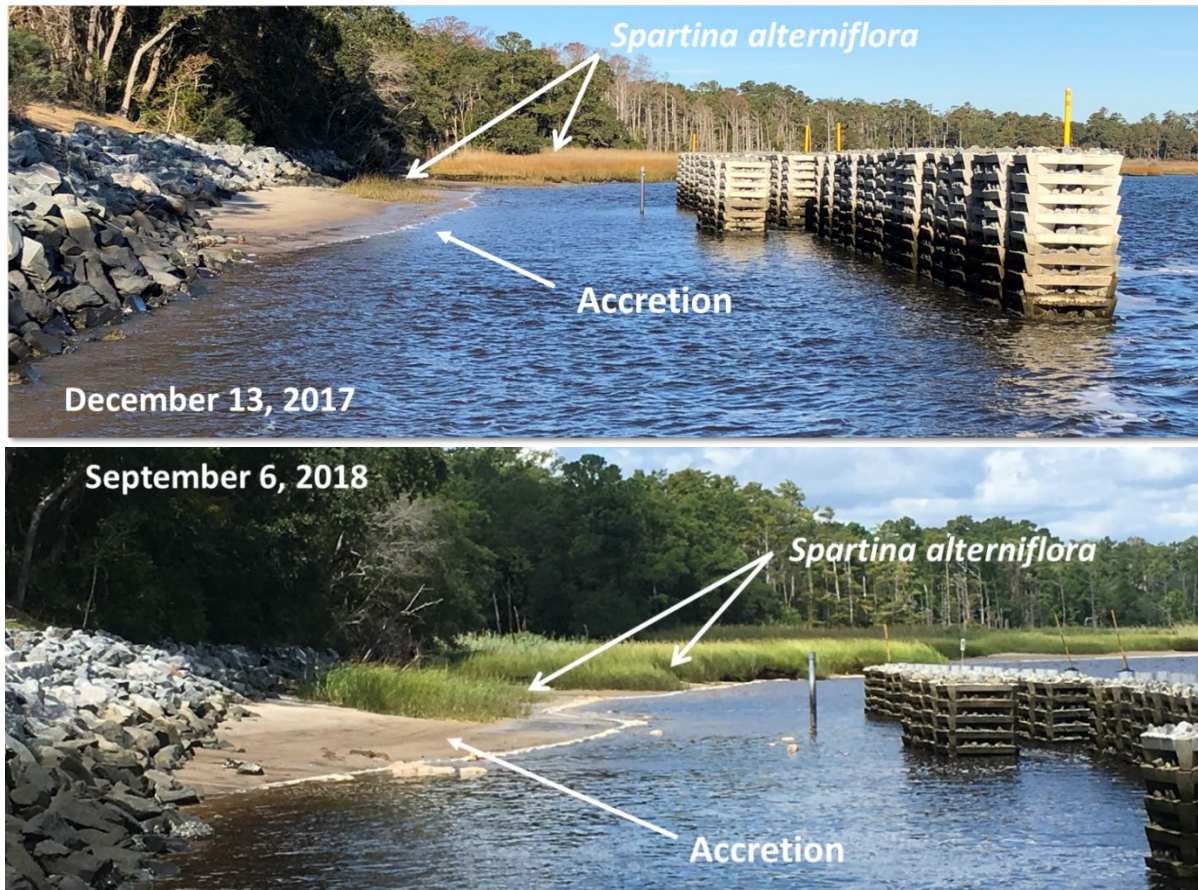 Spartina alterniflora
Accretion
December 13, 2017
September 6, 2018
Spartina alterniflora
Accretion